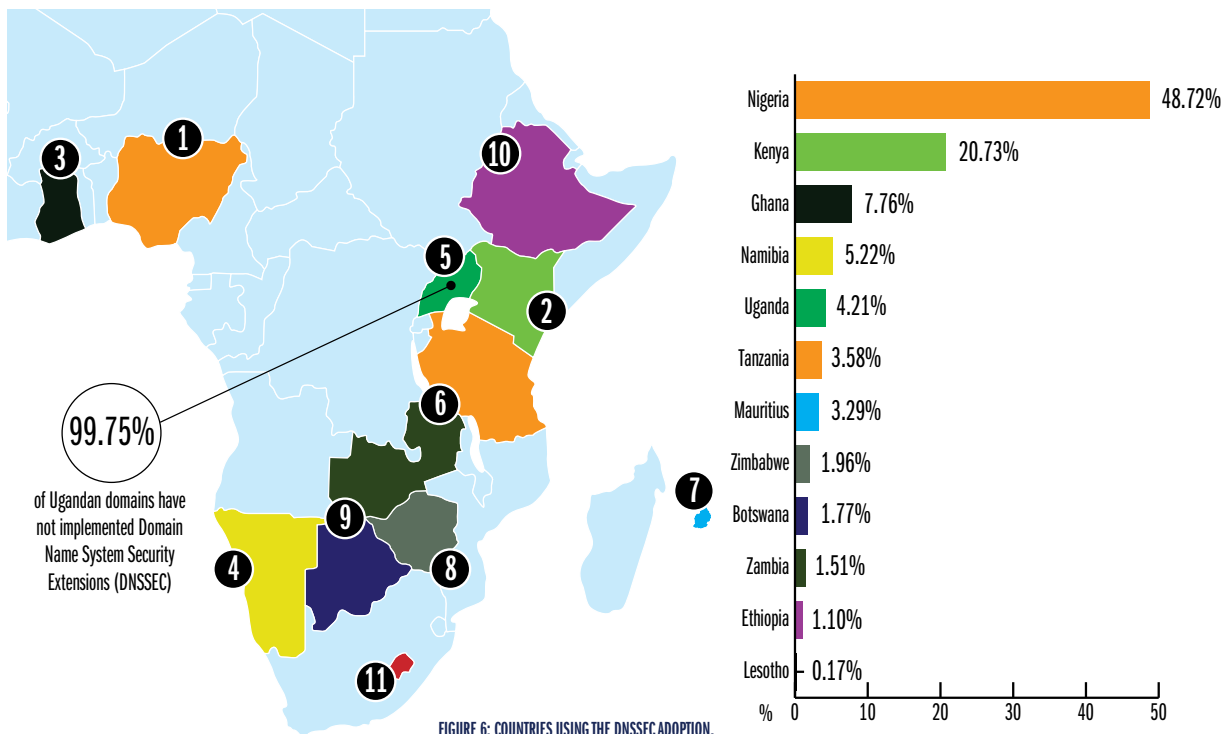 1
3
10
5
2
99.75%
of Ugandan domains have
not implemented Domain
Name System Security
Extensions (DNSSEC)
6
7
9
4
8
11
FIGURE 6: COUNTRIES USING THE DNSSEC ADOPTION.
Nigeria 48.72%
Kenya 20.73%
Ghana 7.76%
Namibia 5.22%
Uganda 4.21%
Tanzania 3.58%
Mauritius 3.29%
Zimbabwe 1.96%
Botswana 1.77%
Zambia 1.51%
Ethiopia 1.10%
Lesotho 0.17%
% 0 10 20 30 40 50